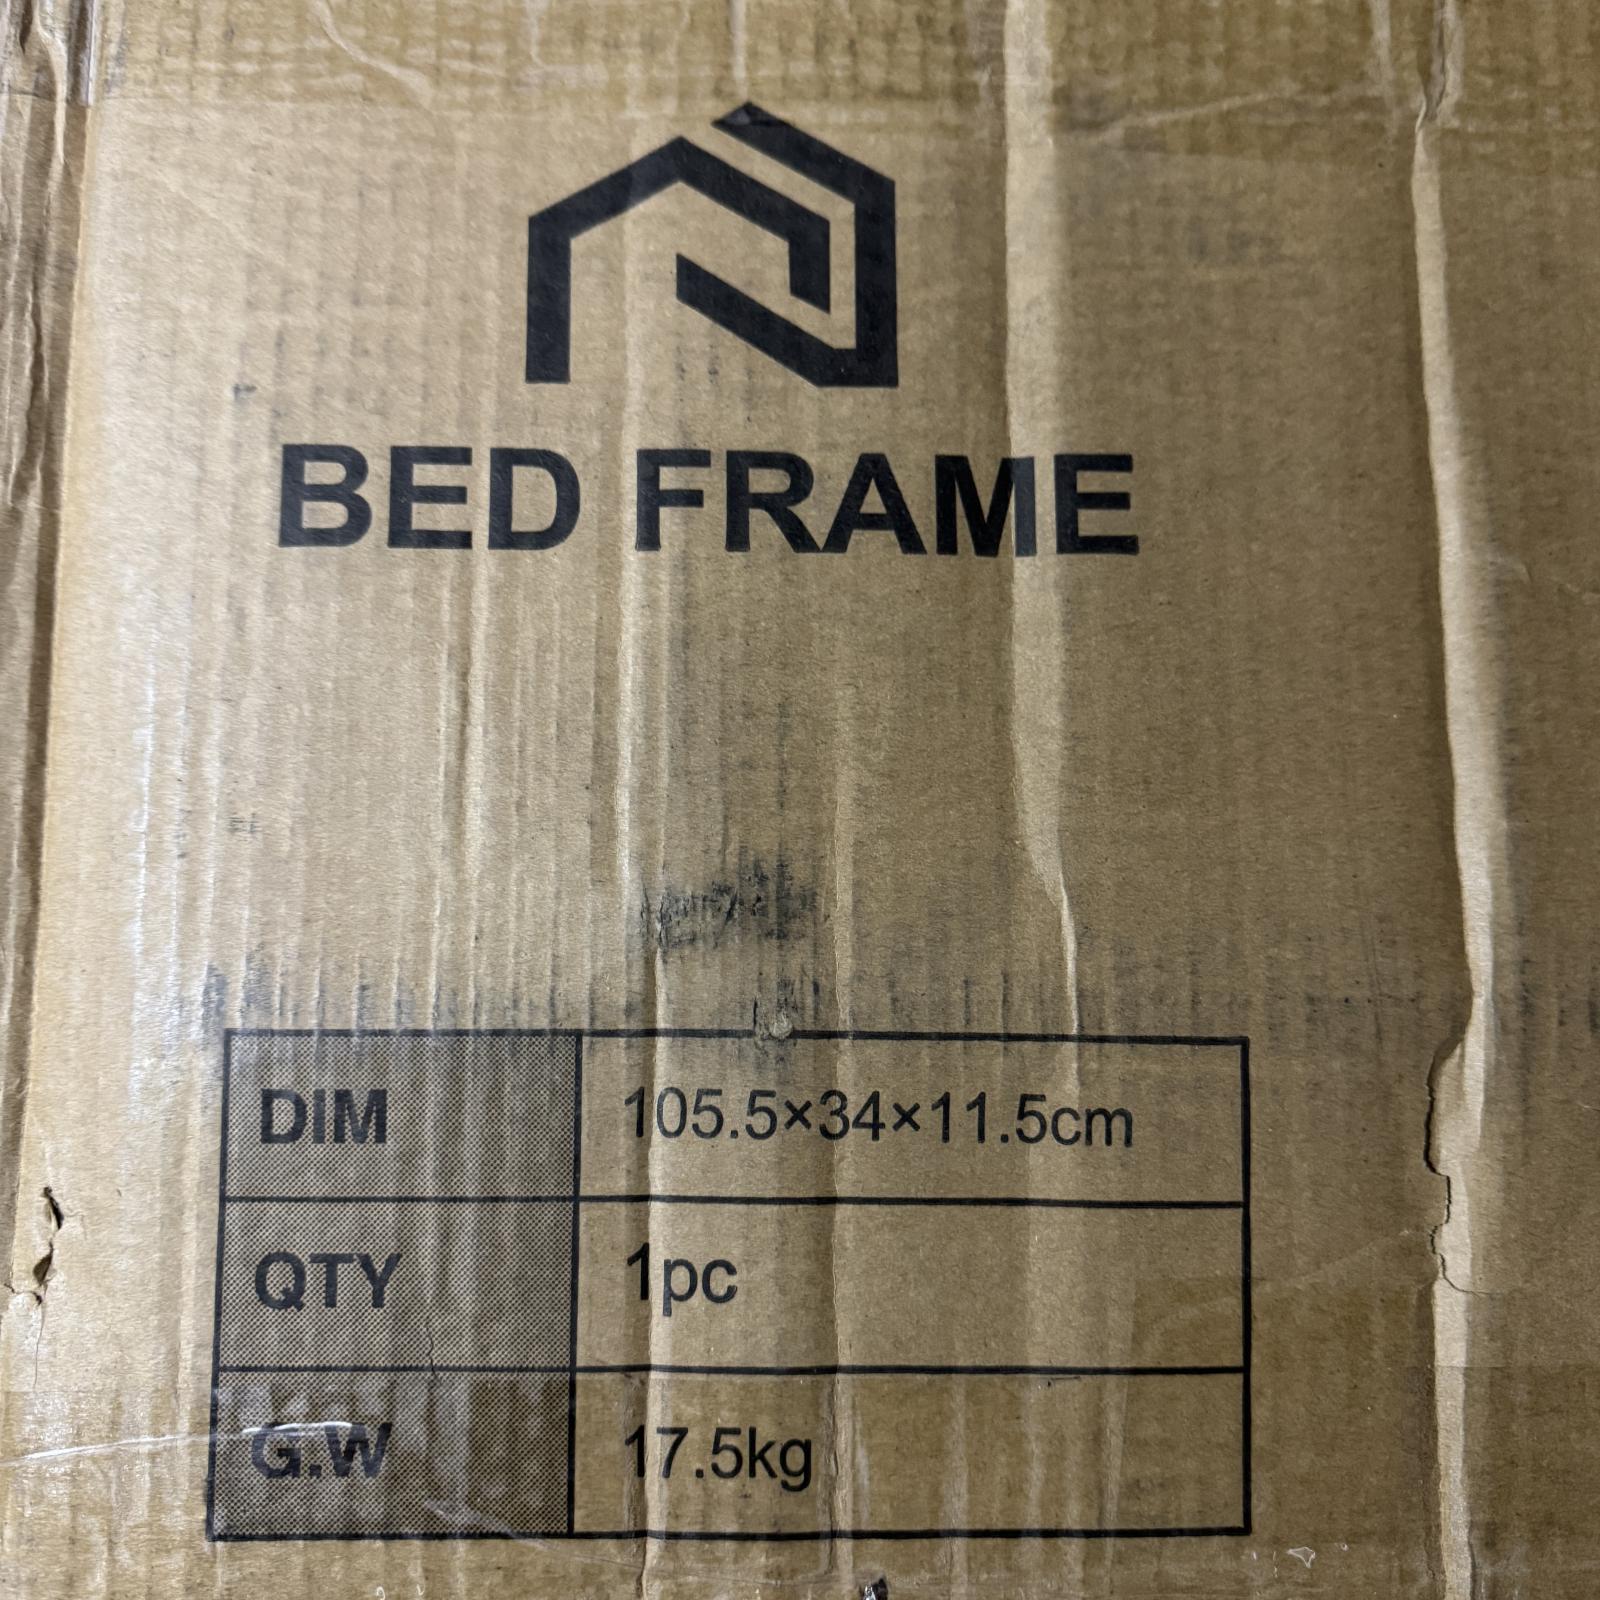 BED FRAME
DIM 105.5×34×11.5cm
QTY 1pc
G.W 17.5kg